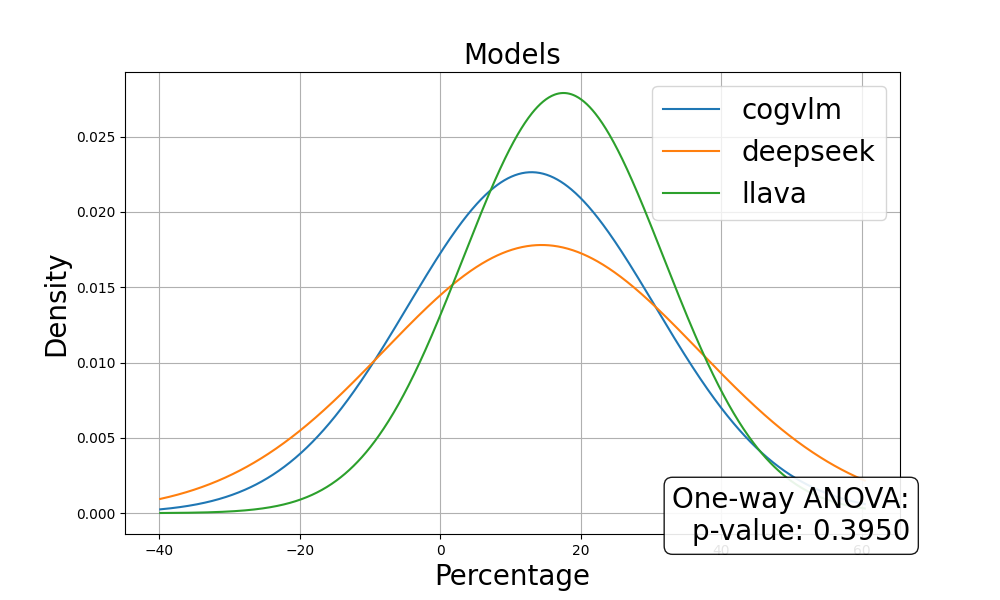 Models
cogvlm
deepseek
llava
Density
0.025
0.020
0.015
0.010
0.005
0.000
One-way ANOVA:
p-value: 0.3950
−40
−20
0
20
40
60
Percentage